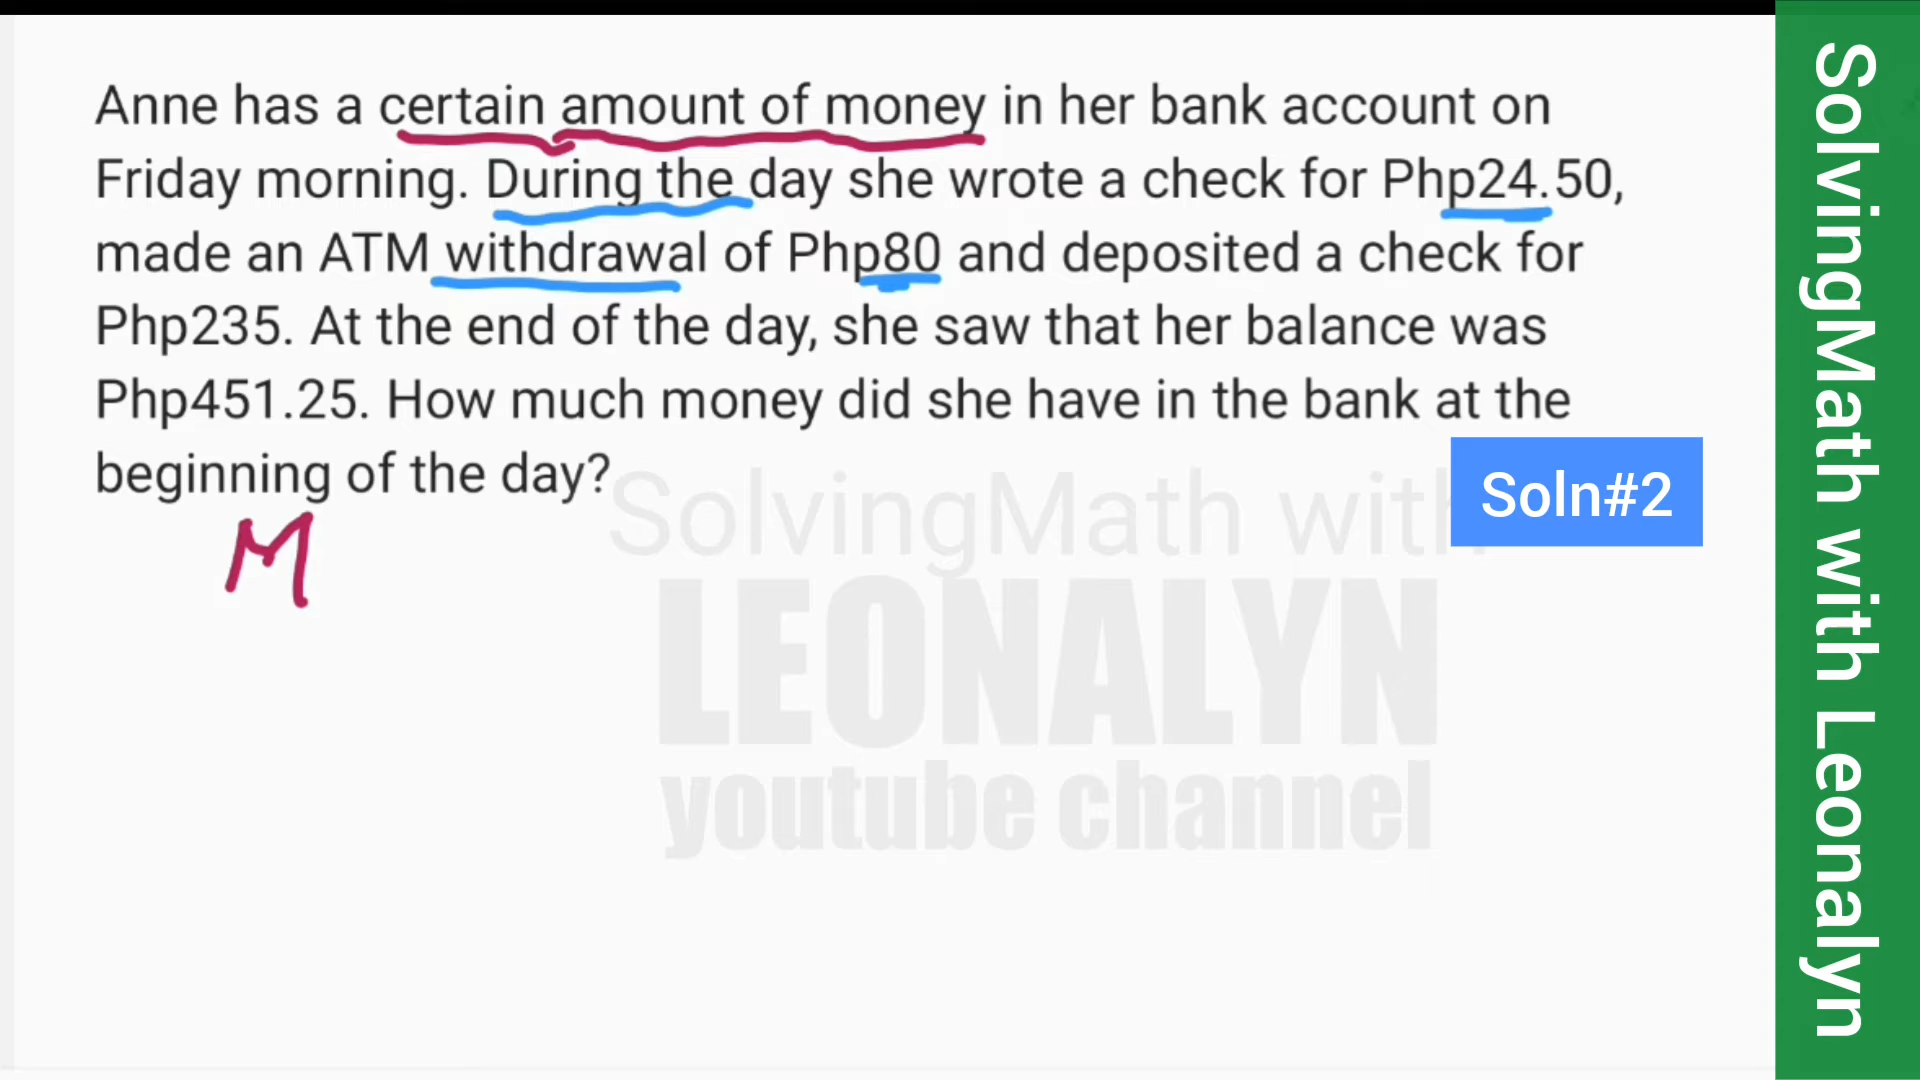 Anne has a certain amount of money in her bank account on
Friday morning. During the day she wrote a check for Php24.50,
made an ATM withdrawal of Php80 and deposited a check for
Php235. At the end of the day, she saw that her balance was
Php451.25. How much money did she have in the bank at the
beginning of the day?
Soln#2
M
SolvingMath with
LEONALYN
youtube channel
SolvingMath with Leonalyn